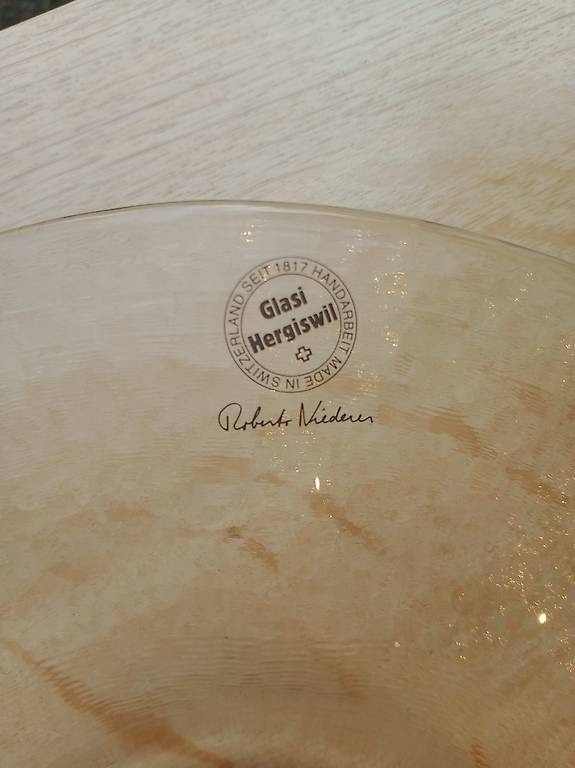 SEIT 1817 HANDARBEIT MADE IN SWITZERLAND
Glasi
Hergiswil
Roberto Niederer